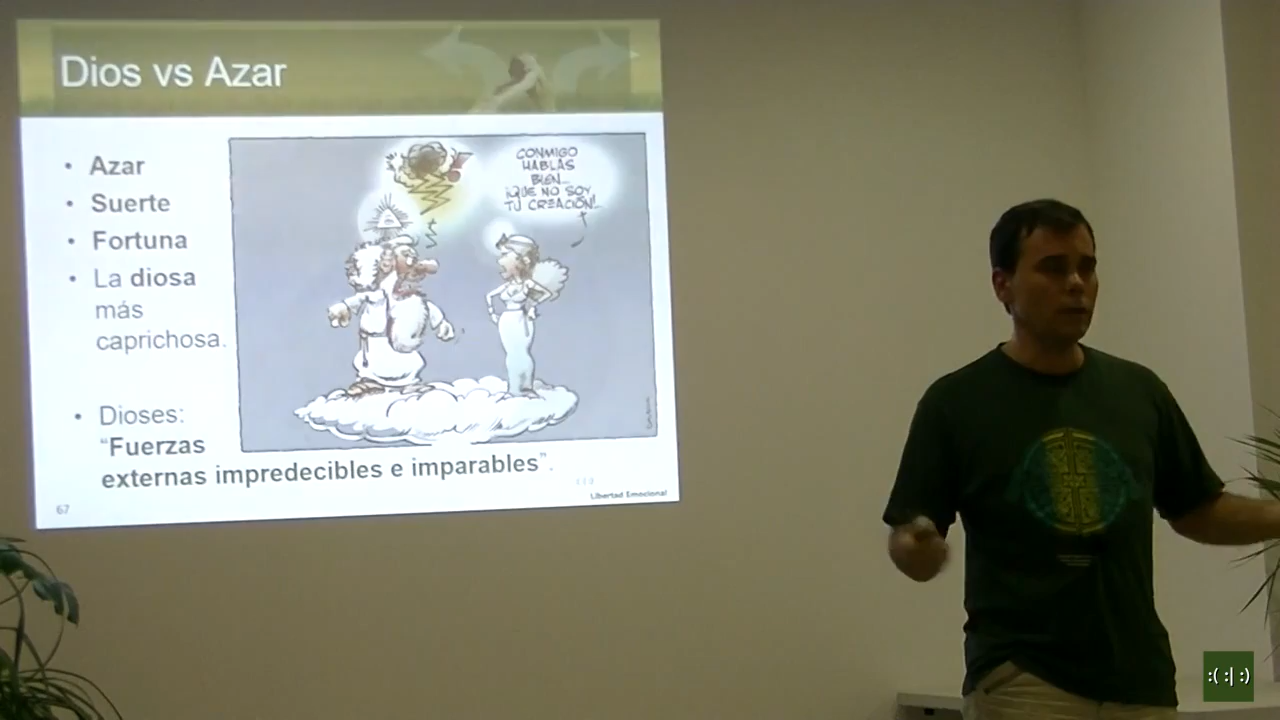 Dios vs Azar
• Azar
• Suerte
• Fortuna
• La diosa
más
caprichosa.
• Dioses:
“Fuerzas
externas impredecibles e imparables”.
CONMIGO
HABLAS
BIEN...
¡QUE NO SOY
TU CREACIÓN!..
67
Libertad Emocional
:( :| :)